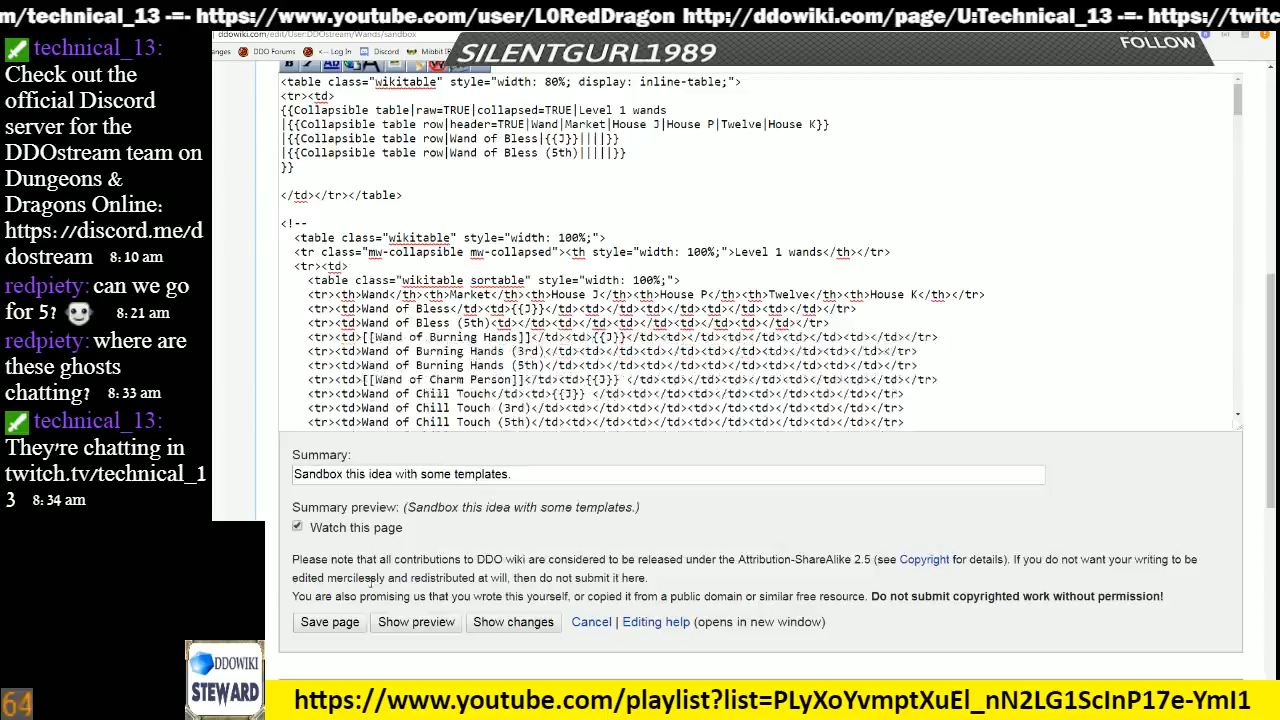 m/technical_13 -=- https://www.youtube.com/user/L0RedDragon http://ddowiki.com/page/U:Technical_13 -=- https://twitc
technical_13:
Check out the
official Discord
server for the
DDOstream team on
Dungeons &
Dragons Online:
https://discord.me/d
dostream 8:10 am
redpiety: can we go
for 5? 8:21 am
redpiety: where are
these ghosts
chatting? 8:33 am
technical_13:
They're chatting in
twitch.tv/technical_1
3 8:34 am
ddowiki.com/edit/User:DDOstream/Wands/sandbox
anges DDO Forums <-- Log In Discord Mibbit
SILENTGURL1989
FOLLOW
<table class="wikitable" style="width: 80%; display: inline-table;">
<tr><td>
{{Collapsible table|raw=TRUE|collapsed=TRUE|Level 1 wands
|{{Collapsible table row|header=TRUE|Wand|Market|House J|House P|Twelve|House K}}
|{{Collapsible table row|Wand of Bless|{{J}}||||}}
|{{Collapsible table row|Wand of Bless (5th)|||||}}
}}
</td></tr></table>
<!--
<table class="wikitable" style="width: 100%;">
<tr class="mw-collapsible mw-collapsed"><th style="width: 100%;">Level 1 wands</th></tr>
<tr><td>
<table class="wikitable sortable" style="width: 100%;">
<tr><th>Wand</th><th>Market</th><th>House J</th><th>House P</th><th>Twelve</th><th>House K</th></tr>
<tr><td>Wand of Bless</td><td>{{J}}</td><td></td><td></td><td></td><td></td></tr>
<tr><td>Wand of Bless (5th)<td></td><td></td><td></td><td></td><td></td></tr>
<tr><td>[[Wand of Burning Hands]]</td><td>{{J}}</td><td></td><td></td><td></td><td></td></tr>
<tr><td>Wand of Burning Hands (3rd)</td><td></td><td></td><td></td><td></td><td></td></tr>
<tr><td>Wand of Burning Hands (5th)</td><td></td><td></td><td></td><td></td><td></td></tr>
<tr><td>[[Wand of Charm Person]]</td><td>{{J}} </td><td></td><td></td><td></td><td></td></tr>
<tr><td>Wand of Chill Touch</td><td>{{J}} </td><td></td><td></td><td></td><td></td></tr>
<tr><td>Wand of Chill Touch (3rd)</td><td></td><td></td><td></td><td></td><td></td></tr>
<tr><td>Wand of Chill Touch (5th)</td><td></td><td></td><td></td><td></td><td></td></tr>
Summary:
Sandbox this idea with some templates.
Summary preview: (Sandbox this idea with some templates.)
Watch this page
Please note that all contributions to DDO wiki are considered to be released under the Attribution-ShareAlike 2.5 (see Copyright for details). If you do not want your writing to be
edited mercilessly and redistributed at will, then do not submit it here.
You are also promising us that you wrote this yourself, or copied it from a public domain or similar free resource. Do not submit copyrighted work without permission!
Save page Show preview Show changes Cancel | Editing help (opens in new window)
DDOWIKI
STEWARD
64
https://www.youtube.com/playlist?list=PLyXoYvmptXuEl_nN2LG1ScInP17e-YmI1